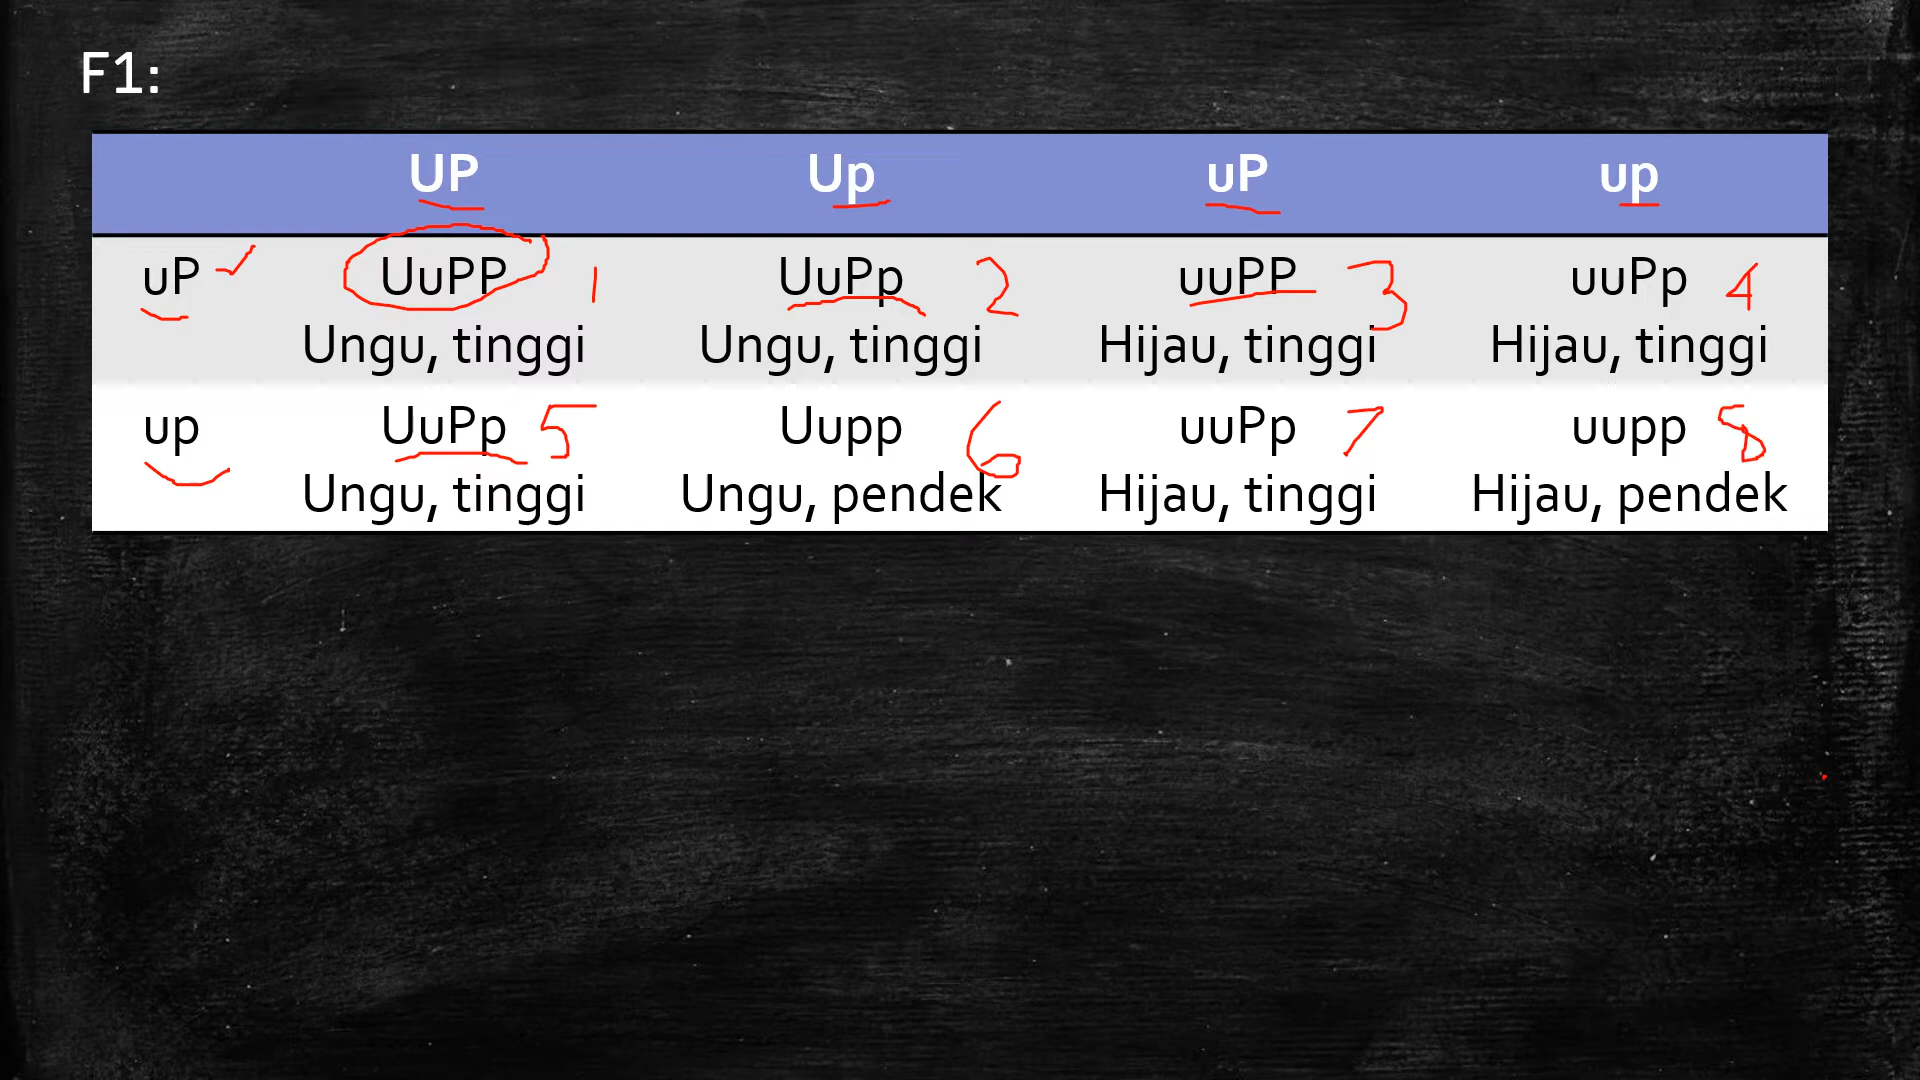 F1:
UP Up uP up
uP UuPP 1 UuPp 2 uuPP 3 uuPp 4
Ungu, tinggi Ungu, tinggi Hijau, tinggi Hijau, tinggi
up UuPp 5 Uupp 6 uuPp 7 uupp 8
Ungu, tinggi Ungu, pendek Hijau, tinggi Hijau, pendek